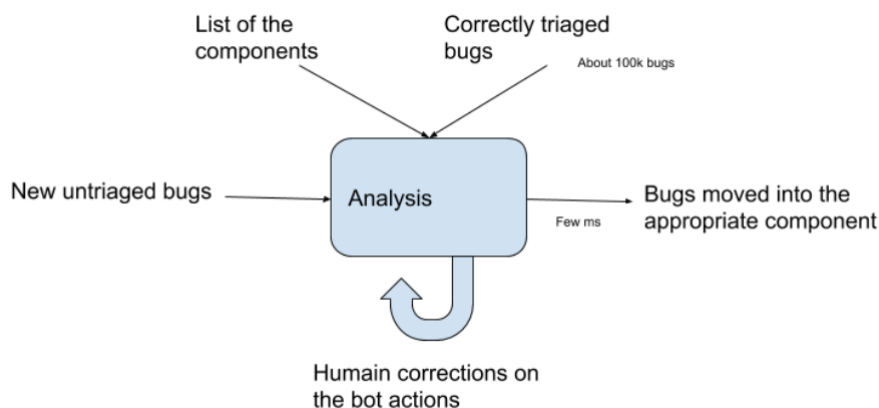 List of the
components
Correctly triaged
bugs
About 100k bugs
New untriaged bugs
Analysis
Few ms
Bugs moved into the
appropriate component
Humain corrections on
the bot actions